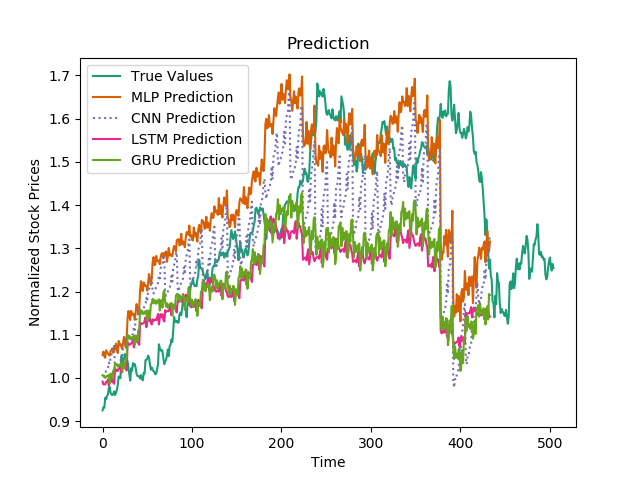 Prediction
True Values
MLP Prediction
CNN Prediction
LSTM Prediction
GRU Prediction
Normalized Stock Prices
1.7
1.6
1.5
1.4
1.3
1.2
1.1
1.0
0.9
0 100 200 300 400 500
Time